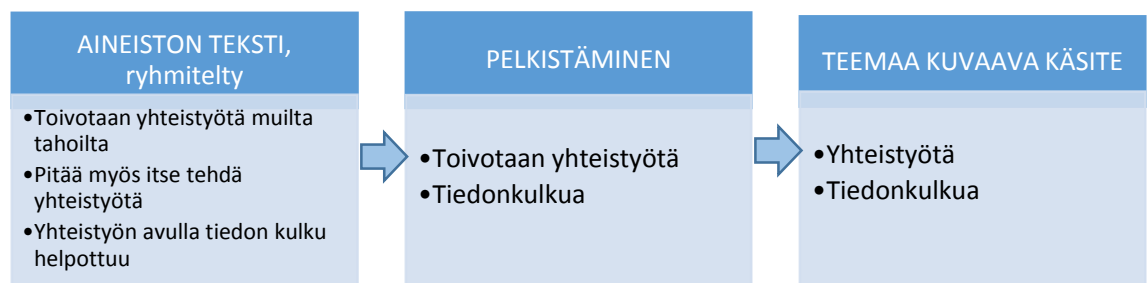 AINEISTON TEKSTI,
ryhmitelty
•Toivotaan yhteistyötä muilta
tahoilta
•Pitää myös itse tehdä
yhteistyötä
•Yhteistyön avulla tiedon kulku
helpottuu
PELKISTÄMINEN
•Toivotaan yhteistyötä
•Tiedonkulkua
TEEMAA KUVAAVA KÄSITE
•Yhteistyötä
•Tiedonkulkua